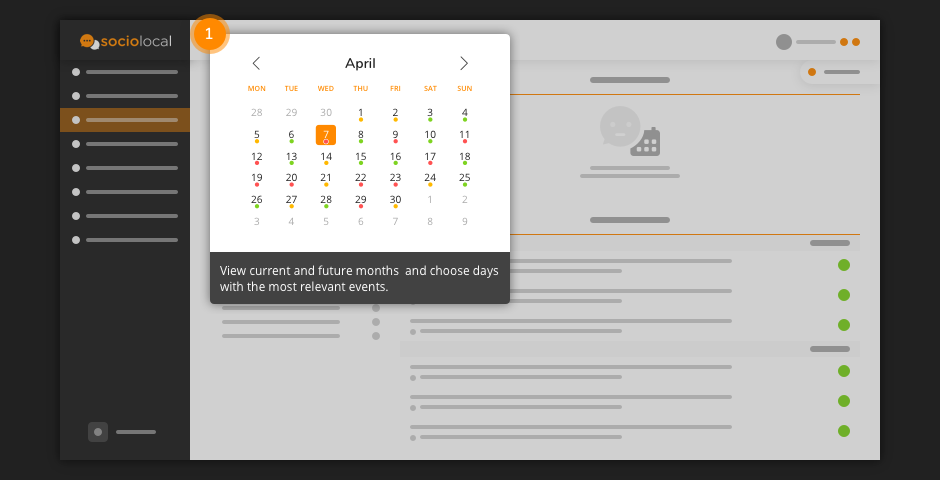 sociolocal
1
April
MON TUE WED THU FRI SAT SUN
28 29 30 1 2 3 4
5 6 7 8 9 10 11
12 13 14 15 16 17 18
19 20 21 22 23 24 25
26 27 28 29 30 1 2
3 4 5 6 7 8 9
View current and future months and choose days
with the most relevant events.